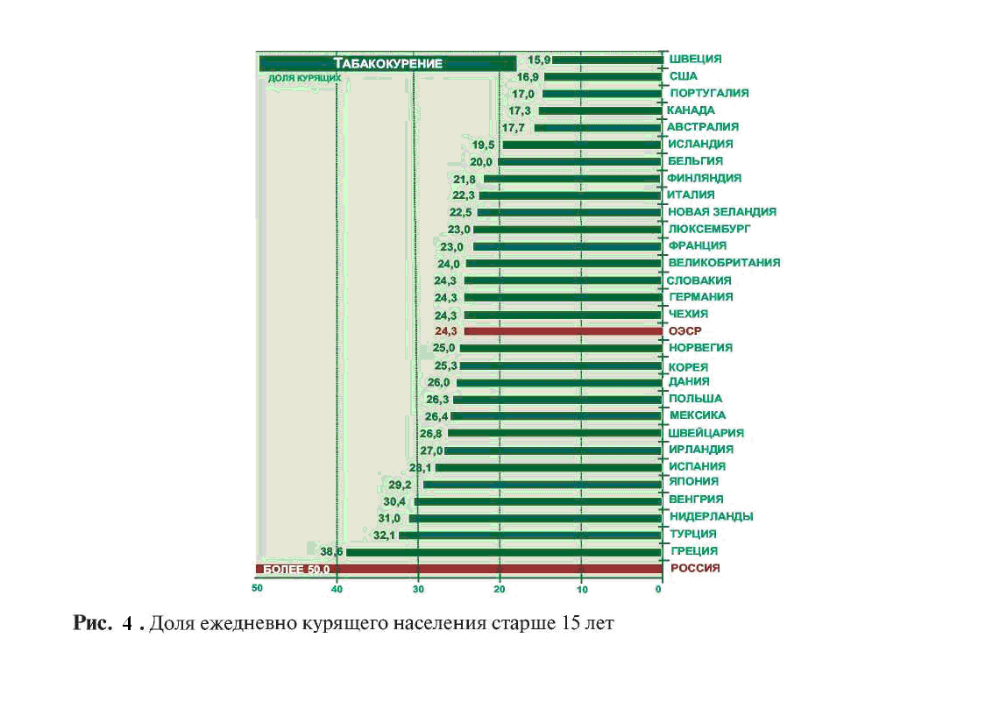 ТАБАКОКУРЕНИЕ
ДОЛЯ КУРЯЩИХ
15,9 ШВЕЦИЯ
16,9 США
17,0 ПОРТУГАЛИЯ
17,3 КАНАДА
17,7 АВСТРАЛИЯ
19,5 ИСЛАНДИЯ
20,0 БЕЛЬГИЯ
21,8 ФИНЛЯНДИЯ
22,3 ИТАЛИЯ
22,5 НОВАЯ ЗЕЛАНДИЯ
23,0 ЛЮКСЕМБУРГ
23,0 ФРАНЦИЯ
24,0 ВЕЛИКОБРИТАНИЯ
24,3 СЛОВАКИЯ
24,3 ГЕРМАНИЯ
24,3 ЧЕХИЯ
24,3 ОЭСР
25,0 НОРВЕГИЯ
25,3 КОРЕЯ
26,0 ДАНИЯ
26,3 ПОЛЬША
26,4 МЕКСИКА
26,8 ШВЕЙЦАРИЯ
27,0 ИРЛАНДИЯ
28,1 ИСПАНИЯ
29,2 ЯПОНИЯ
30,4 ВЕНГРИЯ
31,0 НИДЕРЛАНДЫ
32,1 ТУРЦИЯ
38,6 ГРЕЦИЯ
БОЛЕЕ 50,0 РОССИЯ
50 40 30 20 10 0
Рис. 4 . Доля ежедневно курящего населения старше 15 лет